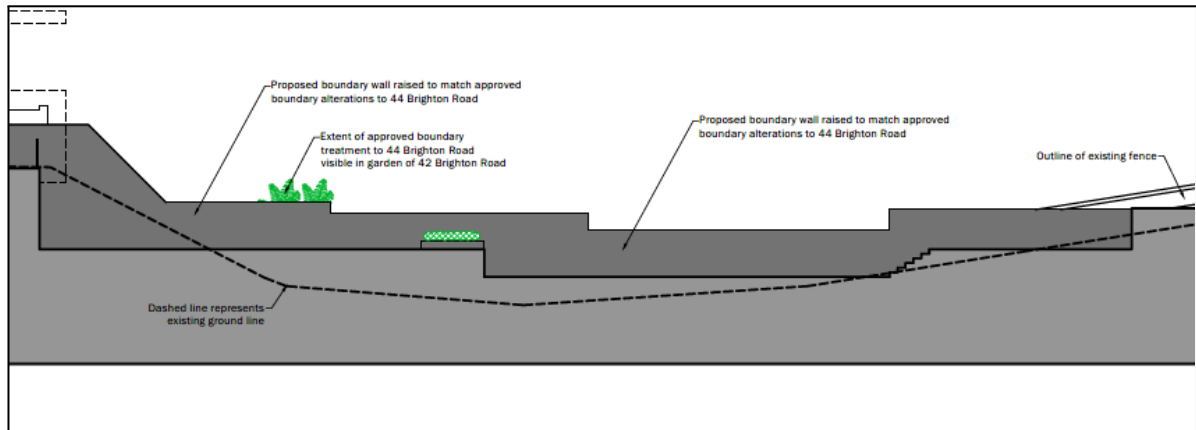 Proposed boundary wall raised to match approved
boundary alterations to 44 Brighton Road
Extent of approved boundary
treatment to 44 Brighton Road
visible in garden of 42 Brighton Road
Proposed boundary wall raised to match approved
boundary alterations to 44 Brighton Road
Outline of existing fence
Dashed line represents
existing ground line